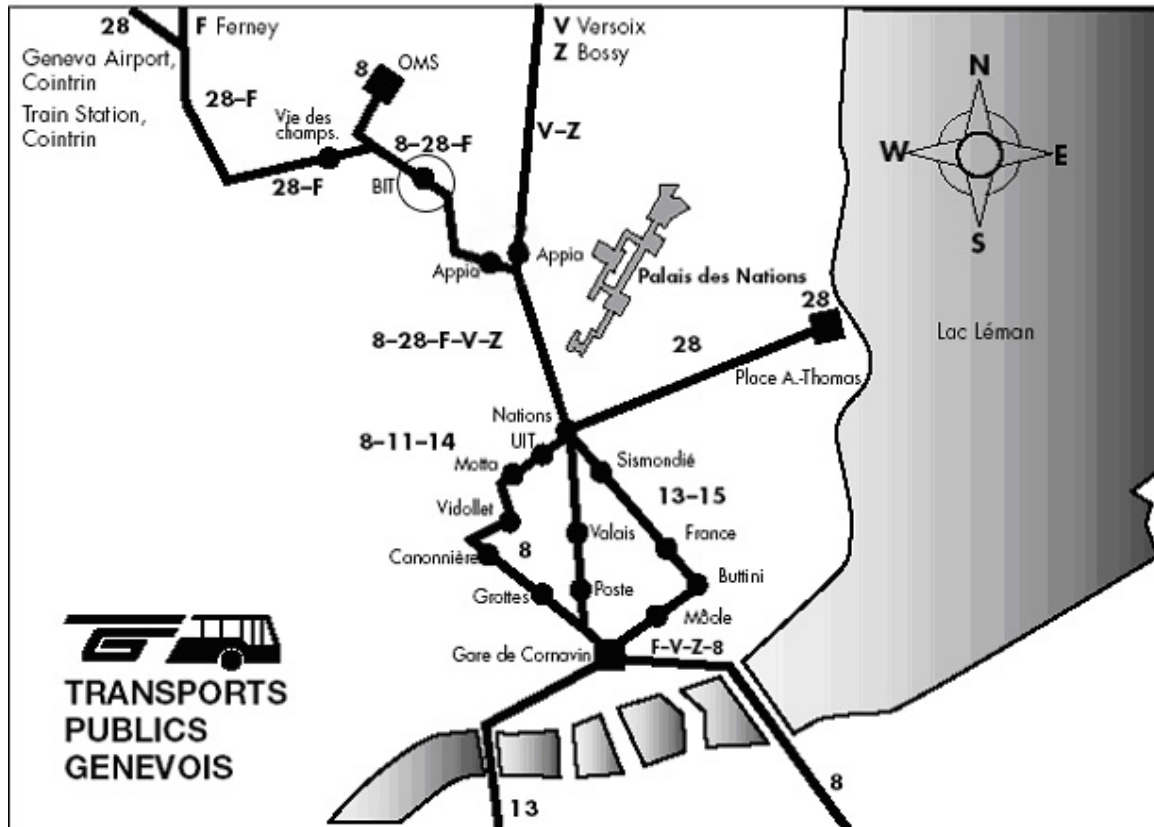 28
F Ferney
V Versoix
Z Bossy
Geneva Airport,
Cointrin
Train Station,
Cointrin
8
OMS
N
28–F
Vie des
champs.
V–Z
8–28–F
W
E
28–F
BIT
S
Appia
Appia
Palais des Nations
28
8–28–F–V–Z
28
Lac Léman
Place A.-Thomas
Nations
8–11–14
UIT
Motta
Sismondié
13–15
Vidollet
Valais
France
8
Canonnière
Buttini
Grottes
Poste
Môole
Gare de Cornavin
F–V–Z–8
TRANSPORTS
PUBLICS
GENEVOIS
13
8